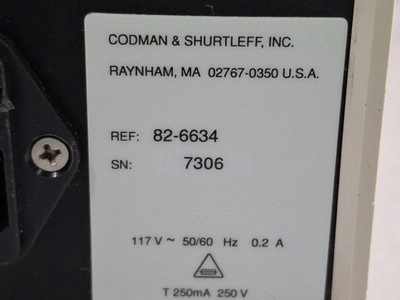 CODMAN & SHURTLEFF, INC.
RAYNHAM, MA 02767-0350 U.S.A.
REF: 82-6634
SN: 7306
117 V ~ 50/60 Hz 0.2 A
T 250mA 250 V